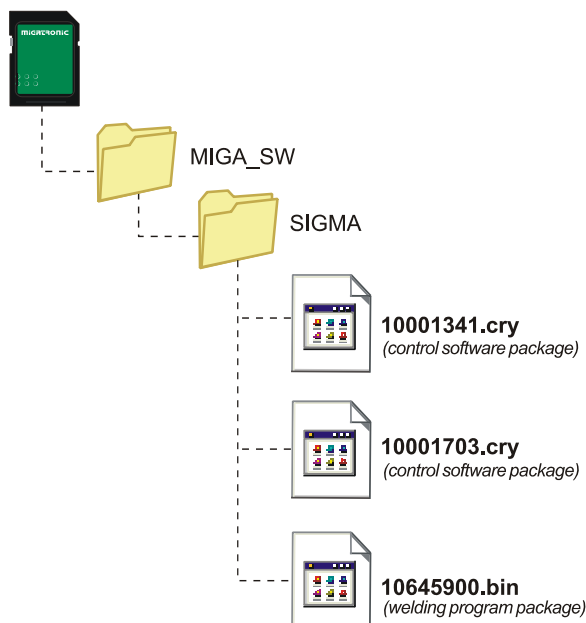 MIGATRONIC
MIGA_SW
SIGMA
10001341.cry
(control software package)
10001703.cry
(control software package)
10645900.bin
(welding program package)